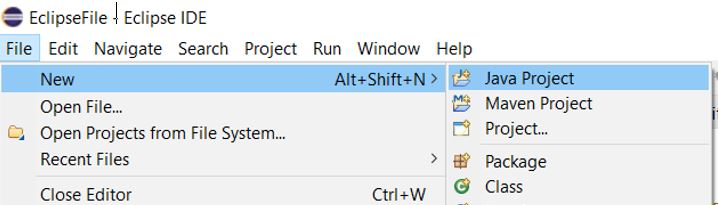 EclipseFile - Eclipse IDE
File Edit Navigate Search Project Run Window Help
New Alt+Shift+N >
Java Project
Open File...
Maven Project
Open Projects from File System...
Project...
Recent Files >
Package
Close Editor Ctrl+W
Class